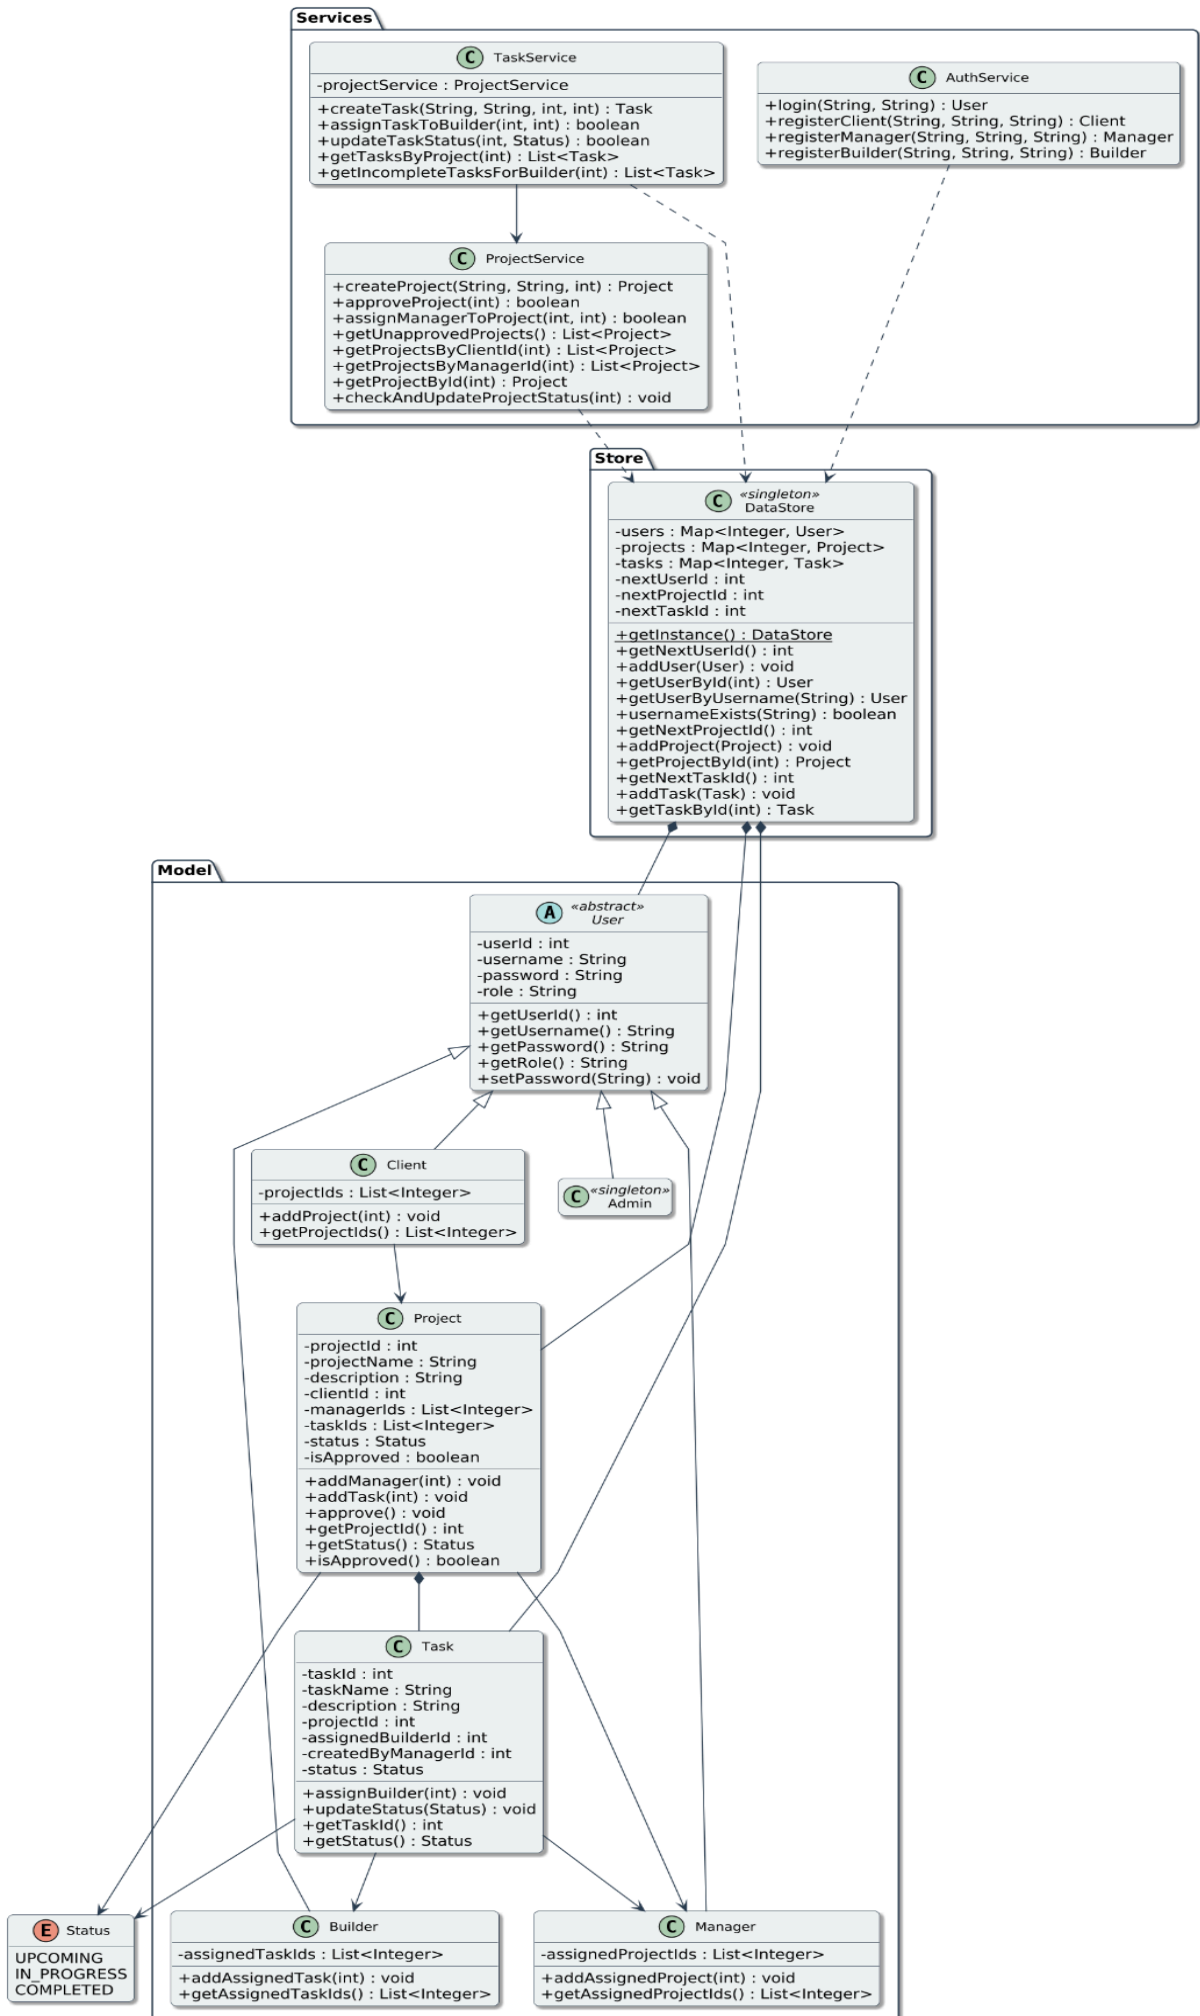 Services
C TaskService
-projectService : ProjectService
+createTask(String, String, int, int) : Task
+assignTaskToBuilder(int, int) : boolean
+updateTaskStatus(int, Status) : boolean
+getTasksByProject(int) : List<Task>
+getIncompleteTasksForBuilder(int) : List<Task>
C AuthService
+login(String, String) : User
+registerClient(String, String, String) : Client
+registerManager(String, String, String) : Manager
+registerBuilder(String, String, String) : Builder
C ProjectService
+createProject(String, String, int) : Project
+approveProject(int) : boolean
+assignManagerToProject(int, int) : boolean
+getUnapprovedProjects() : List<Project>
+getProjectsByClientId(int) : List<Project>
+getProjectsByManagerId(int) : List<Project>
+getProjectById(int) : Project
+checkAndUpdateProjectStatus(int) : void
Store
C «singleton»
DataStore
-users : Map<Integer, User>
-projects : Map<Integer, Project>
-tasks : Map<Integer, Task>
-nextUserId : int
-nextProjectId : int
-nextTaskId : int
+getInstance() : DataStore
+getNextUserId() : int
+addUser(User) : void
+getUserById(int) : User
+getUserByUsername(String) : User
+usernameExists(String) : boolean
+getNextProjectId() : int
+addProject(Project) : void
+getProjectById(int) : Project
+getNextTaskId() : int
+addTask(Task) : void
+getTaskById(int) : Task
Model
A «abstract»
User
-userId : int
-username : String
-password : String
-role : String
+getUserId() : int
+getUsername() : String
+getPassword() : String
+getRole() : String
+setPassword(String) : void
C Client
-projectIds : List<Integer>
+addProject(int) : void
+getProjectIds() : List<Integer>
C «singleton»
Admin
C Project
-projectId : int
-projectName : String
-description : String
-clientId : int
-managerIds : List<Integer>
-taskIds : List<Integer>
-status : Status
-isApproved : boolean
+addManager(int) : void
+addTask(int) : void
+approve() : void
+getProjectId() : int
+getStatus() : Status
+isApproved() : boolean
C Task
-taskId : int
-taskName : String
-description : String
-projectId : int
-assignedBuilderId : int
-createdByManagerId : int
-status : Status
+assignBuilder(int) : void
+updateStatus(Status) : void
+getTaskId() : int
+getStatus() : Status
E Status
UPCOMING
IN_PROGRESS
COMPLETED
C Builder
-assignedTaskIds : List<Integer>
+addAssignedTask(int) : void
+getAssignedTaskIds() : List<Integer>
C Manager
-assignedProjectIds : List<Integer>
+addAssignedProject(int) : void
+getAssignedProjectIds() : List<Integer>